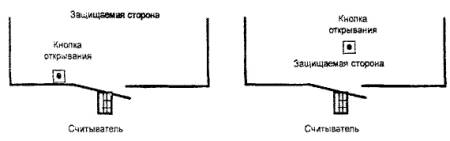 Защищаемая сторона
Кнопка
открывания
Считыватель
Кнопка
открывания
Защищаемая сторона
Считыватель